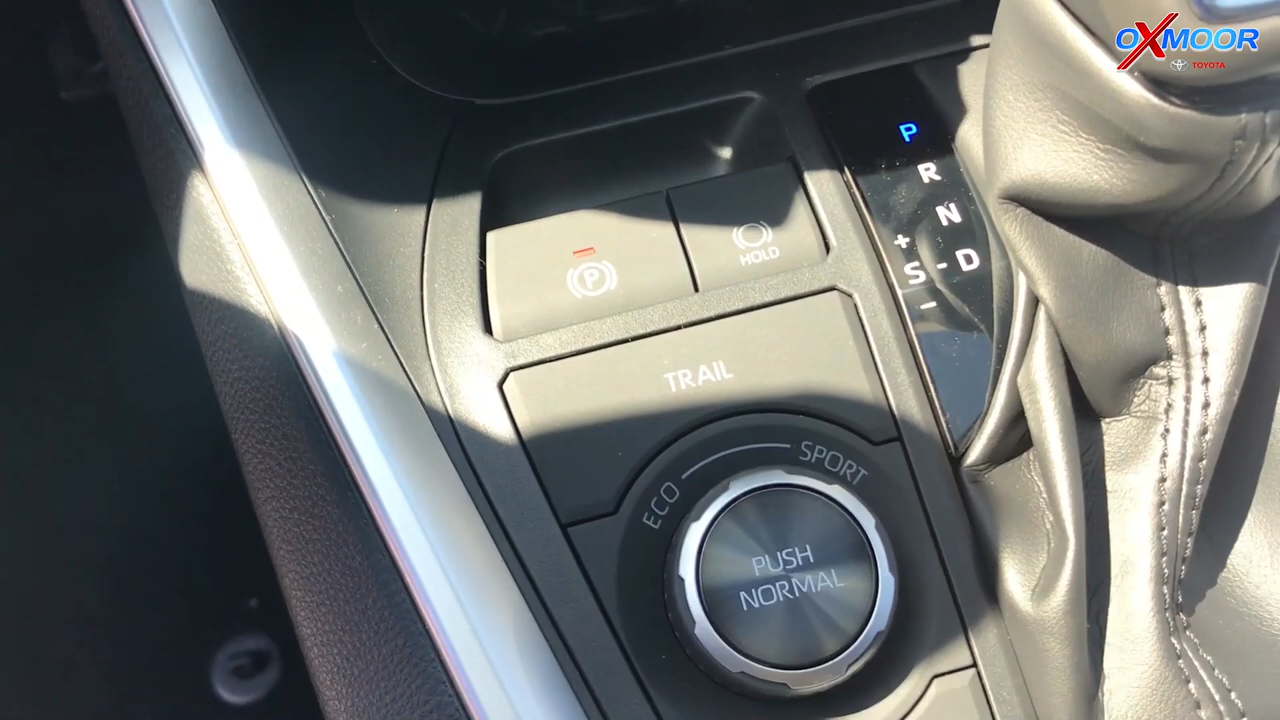 OXMOOR
TOYOTA
P
R
N
+
S - D
-
P
HOLD
TRAIL
ECO
SPORT
PUSH
NORMAL